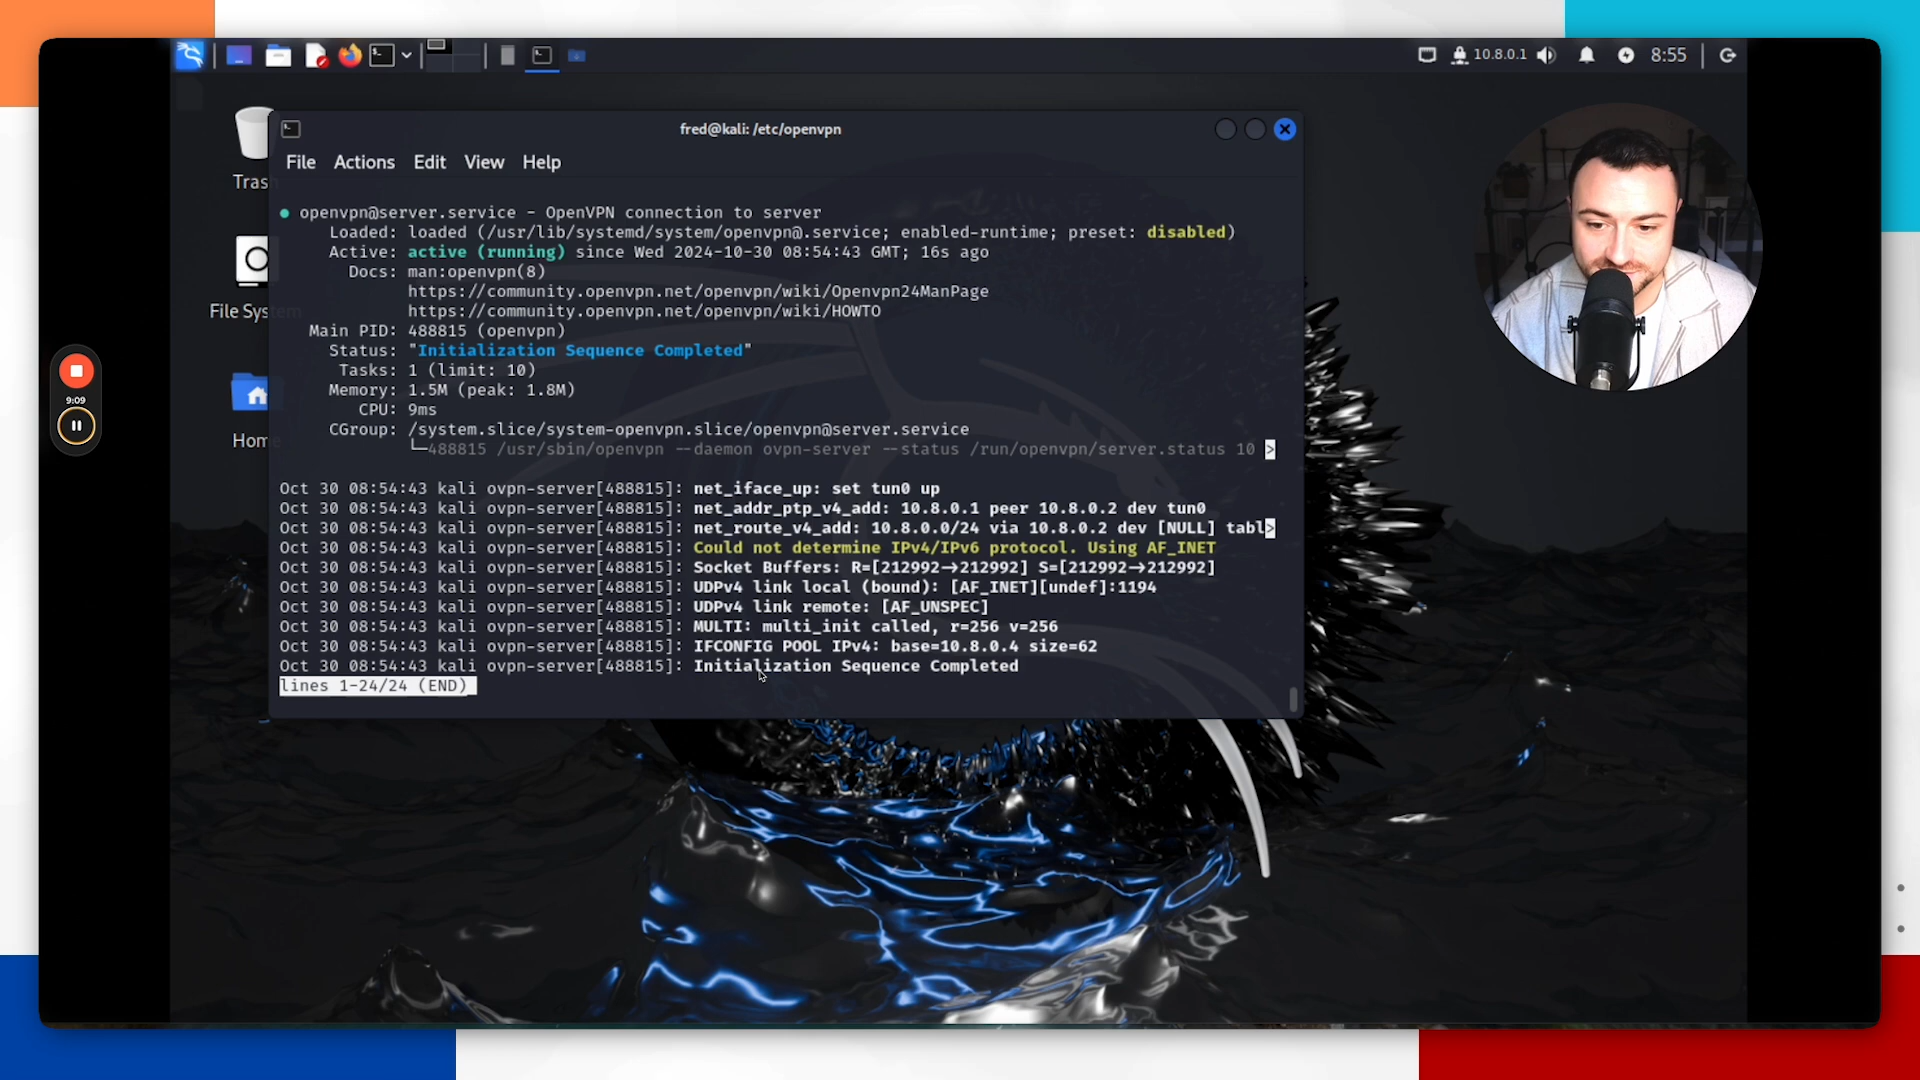 10.8.0.1
8:55
fred@kali: /etc/openvpn
File Actions Edit View Help
Trash
File System
Home
9:09
● openvpn@server.service - OpenVPN connection to server
Loaded: loaded (/usr/lib/systemd/system/openvpn@.service; enabled-runtime; preset: disabled)
Active: active (running) since Wed 2024-10-30 08:54:43 GMT; 16s ago
Docs: man:openvpn(8)
https://community.openvpn.net/openvpn/wiki/Openvpn24ManPage
https://community.openvpn.net/openvpn/wiki/HOWTO
Main PID: 488815 (openvpn)
Status: "Initialization Sequence Completed"
Tasks: 1 (limit: 10)
Memory: 1.5M (peak: 1.8M)
CPU: 9ms
CGroup: /system.slice/system-openvpn.slice/openvpn@server.service
└─488815 /usr/sbin/openvpn --daemon ovpn-server --status /run/openvpn/server.status 10 >
Oct 30 08:54:43 kali ovpn-server[488815]: net_iface_up: set tun0 up
Oct 30 08:54:43 kali ovpn-server[488815]: net_addr_ptp_v4_add: 10.8.0.1 peer 10.8.0.2 dev tun0
Oct 30 08:54:43 kali ovpn-server[488815]: net_route_v4_add: 10.8.0.0/24 via 10.8.0.2 dev [NULL] tabl>
Oct 30 08:54:43 kali ovpn-server[488815]: Could not determine IPv4/IPv6 protocol. Using AF_INET
Oct 30 08:54:43 kali ovpn-server[488815]: Socket Buffers: R=[212992->212992] S=[212992->212992]
Oct 30 08:54:43 kali ovpn-server[488815]: UDPv4 link local (bound): [AF_INET][undef]:1194
Oct 30 08:54:43 kali ovpn-server[488815]: UDPv4 link remote: [AF_UNSPEC]
Oct 30 08:54:43 kali ovpn-server[488815]: MULTI: multi_init called, r=256 v=256
Oct 30 08:54:43 kali ovpn-server[488815]: IFCONFIG POOL IPv4: base=10.8.0.4 size=62
Oct 30 08:54:43 kali ovpn-server[488815]: Initialization Sequence Completed
lines 1-24/24 (END)